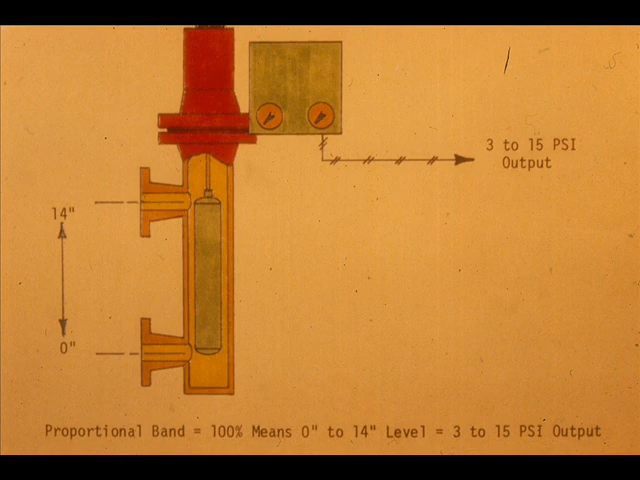 3 to 15 PSI
Output
14"
0"
Proportional Band = 100% Means 0" to 14" Level = 3 to 15 PSI Output